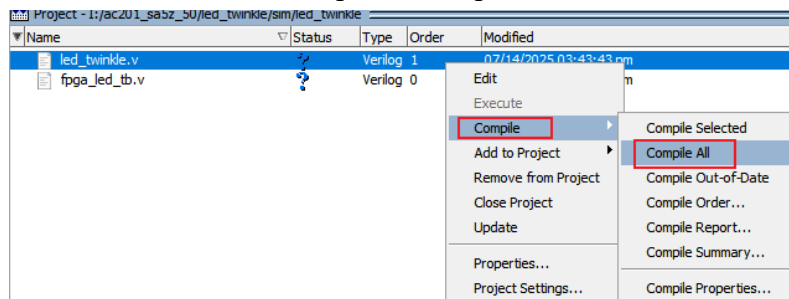 Project - I:/ac201_sa5z_50/led_twinkle/sim/led_twinkle
Name Status Type Order Modified
led_twinkle.v Verilog 1 07/14/2025 03:43:43 pm
fpga_led_tb.v ? Verilog 0 m
Edit
Execute
Compile
Add to Project
Remove from Project
Close Project
Update
Properties...
Project Settings...
Compile Selected
Compile All
Compile Out-of-Date
Compile Order...
Compile Report...
Compile Summary...
Compile Properties...